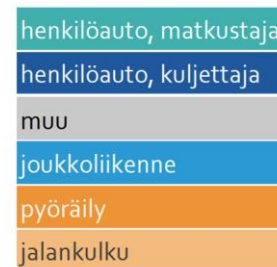 henkilöauto, matkustaja
henkilöauto, kuljettaja
muu
joukkoliikenne
pyöräily
jalankulku